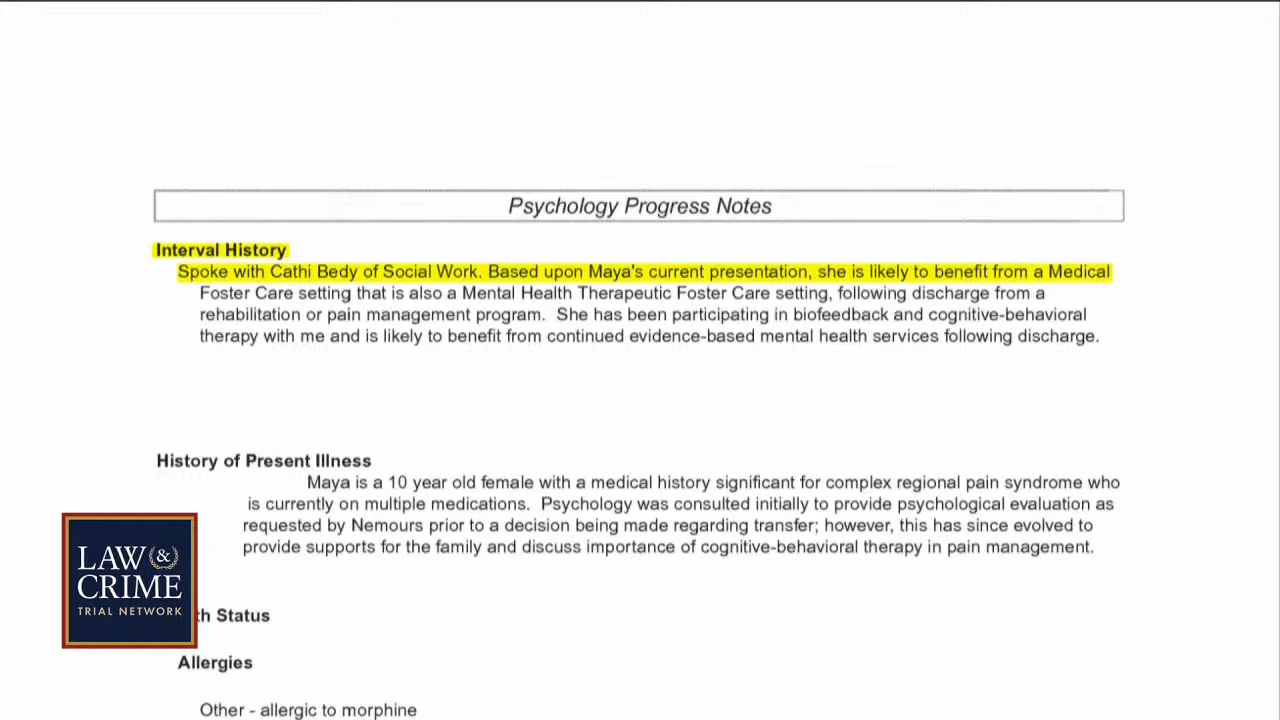 Psychology Progress Notes
Interval History
Spoke with Cathi Bedy of Social Work. Based upon Maya's current presentation, she is likely to benefit from a Medical
Foster Care setting that is also a Mental Health Therapeutic Foster Care setting, following discharge from a
rehabilitation or pain management program. She has been participating in biofeedback and cognitive-behavioral
therapy with me and is likely to benefit from continued evidence-based mental health services following discharge.
History of Present Illness
Maya is a 10 year old female with a medical history significant for complex regional pain syndrome who
is currently on multiple medications. Psychology was consulted initially to provide psychological evaluation as
requested by Nemours prior to a decision being made regarding transfer; however, this has since evolved to
provide supports for the family and discuss importance of cognitive-behavioral therapy in pain management.
LAW &
CRIME
TRIAL NETWORK
th Status
Allergies
Other - allergic to morphine